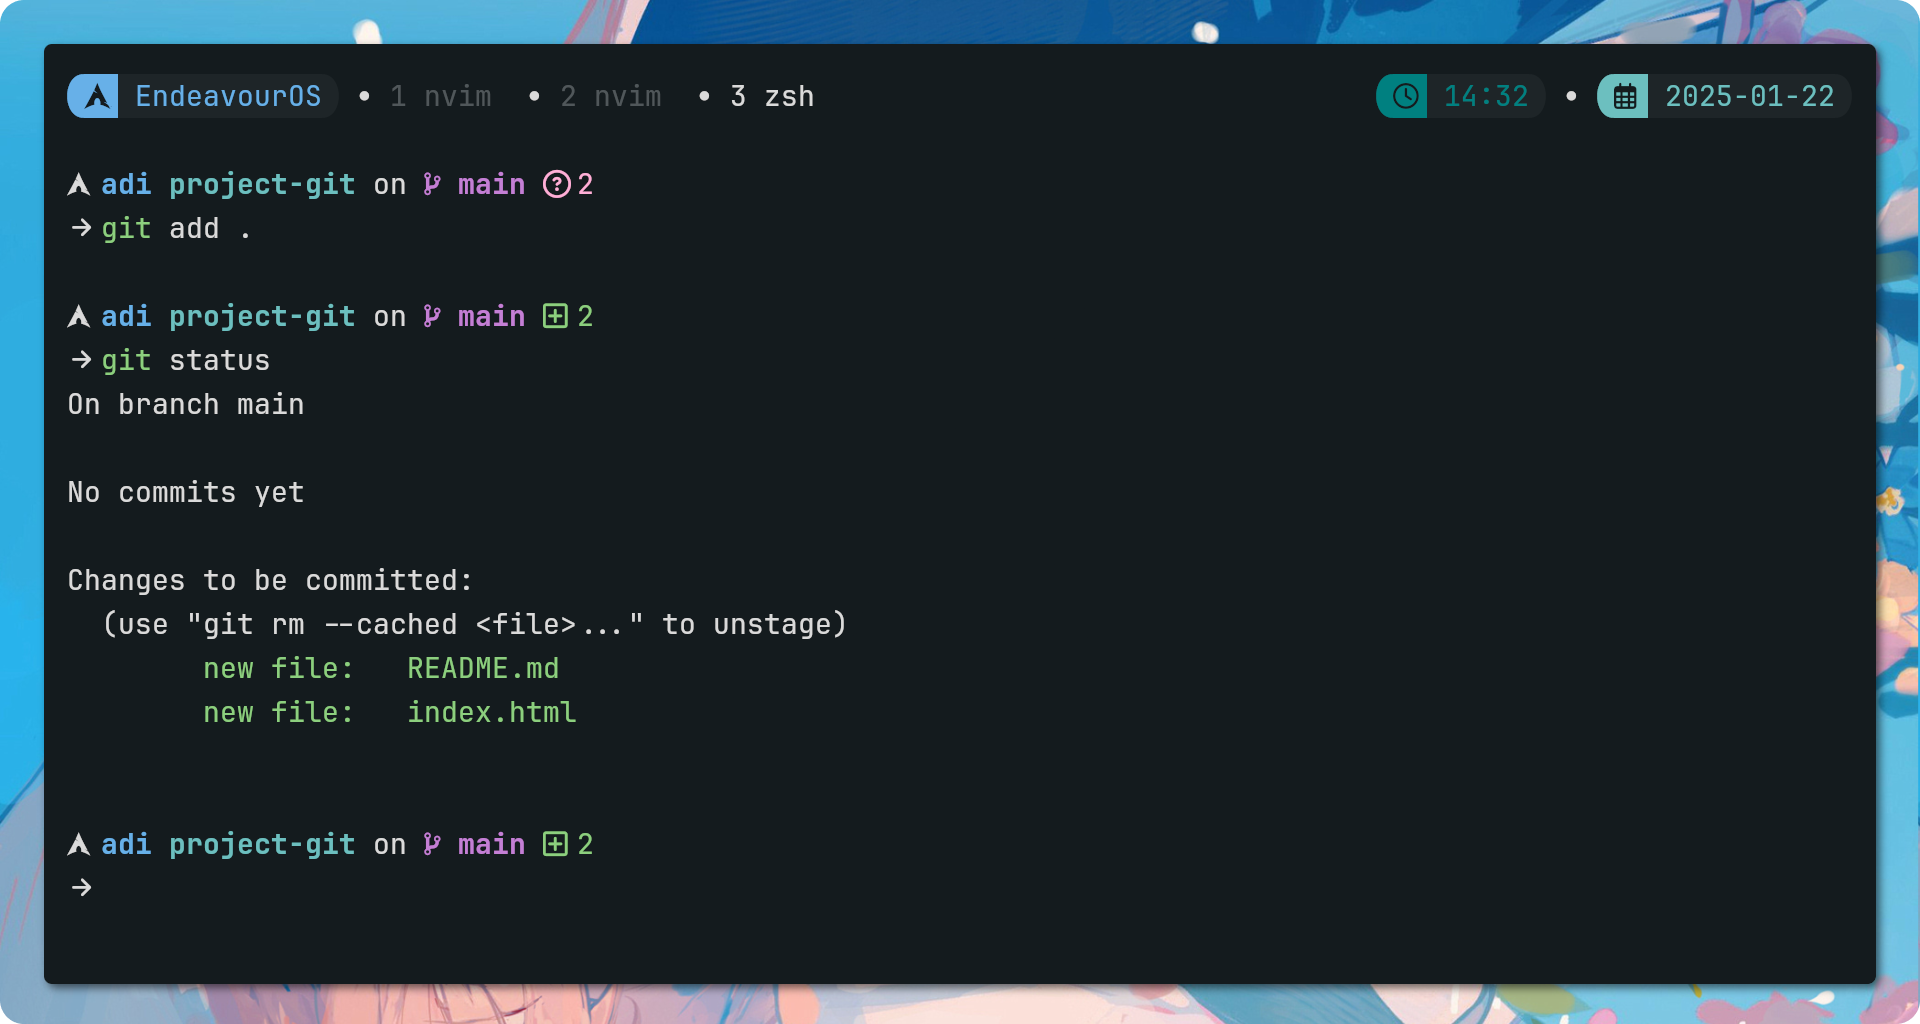 EndeavourOS • 1 nvim • 2 nvim • 3 zsh 14:32 • 2025-01-22
adi project-git on main ? 2
→ git add .
adi project-git on main + 2
→ git status
On branch main
No commits yet
Changes to be committed:
(use "git rm --cached <file>..." to unstage)
new file: README.md
new file: index.html
adi project-git on main + 2
→